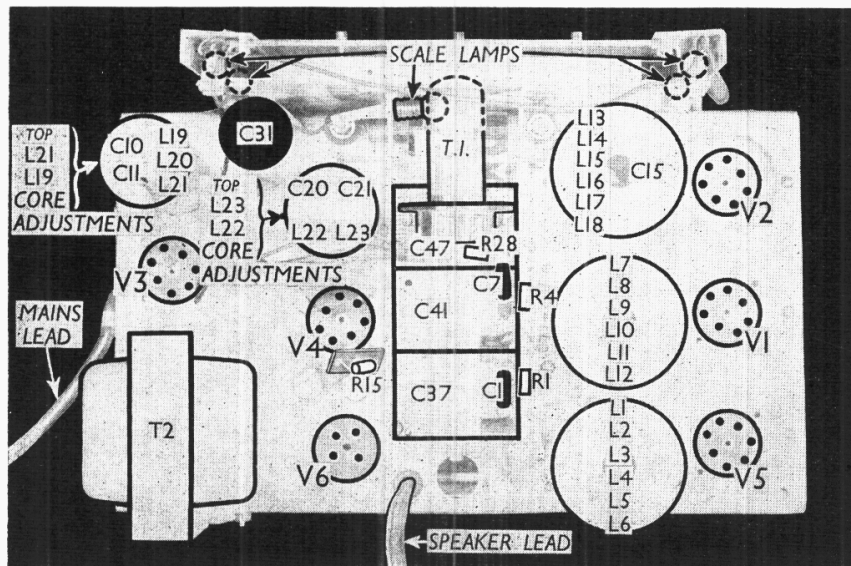 SCALE LAMPS
TOP
L21
L19
CORE
ADJUSTMENTS
C10
C11
L19
L20
L21
C31
TOP
L23
L22
CORE
ADJUSTMENTS
C20 C21
L22 L23
T.I.
L13
L14
L15
L16
L17
L18
C15
V2
V3
C47
R28
C7
R4
C41
L7
L8
L9
L10
L11
L12
V1
MAINS
LEAD
V4
R15
C37
C1
R1
T2
V6
L1
L2
L3
L4
L5
L6
V5
SPEAKER LEAD